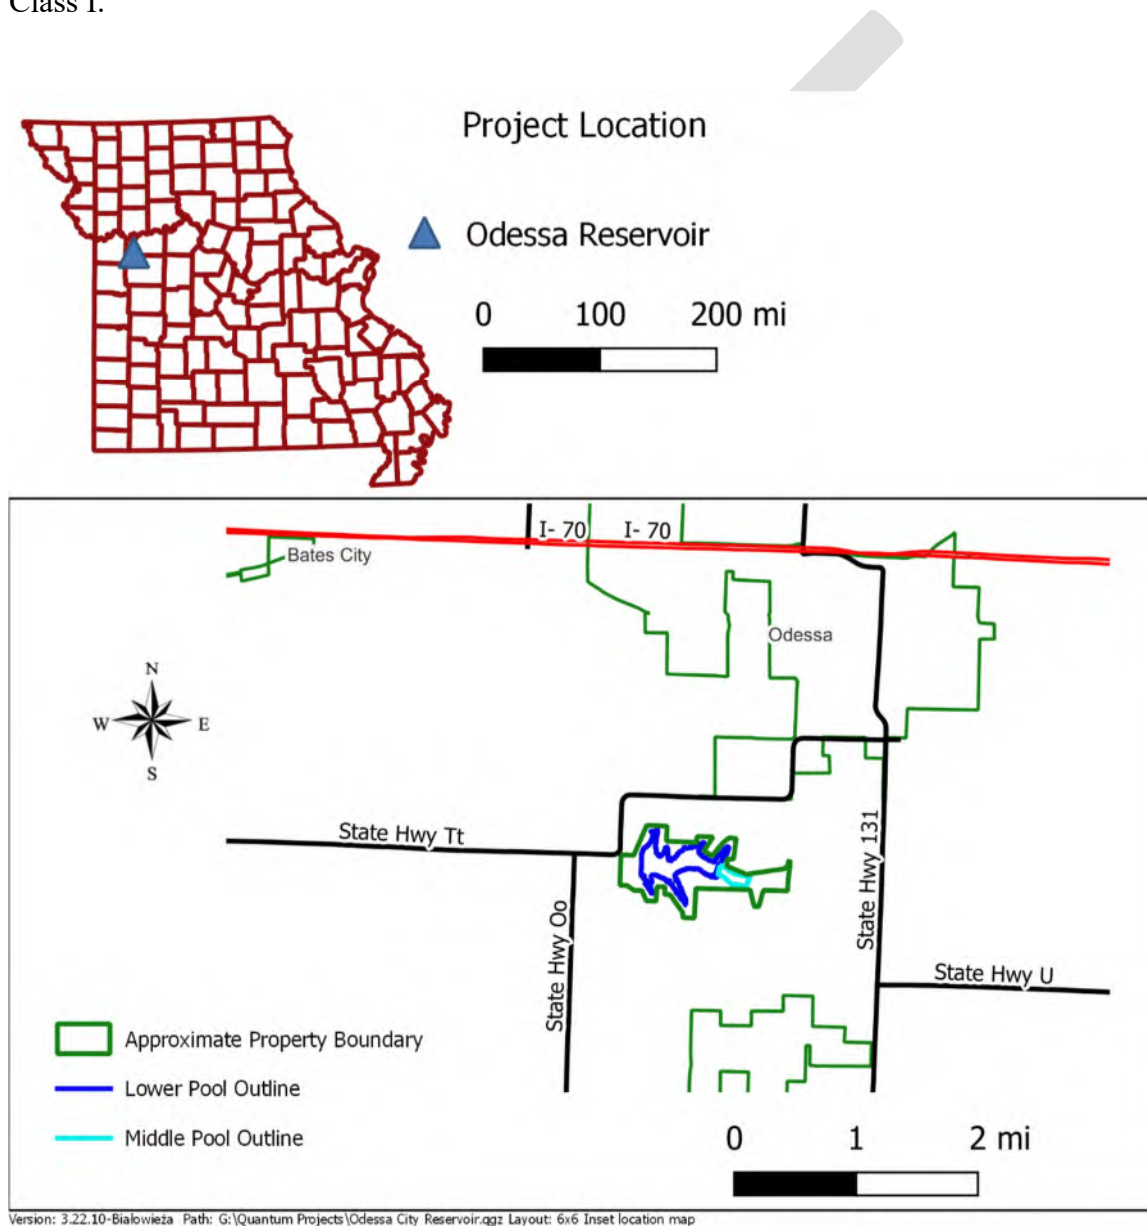 Class I.
Project Location
Odessa Reservoir
0 100 200 mi
I- 70 I- 70
Bates City
Odessa
N
W E
S
State Hwy Tt
State Hwy 131
State Hwy Oo
State Hwy U
Approximate Property Boundary
Lower Pool Outline
Middle Pool Outline
0 1 2 mi
Version: 3.22.10-Białowieża Path: G:\Quantum Projects\Odessa City Reservoir.qgz Layout: 6x6 Inset location map